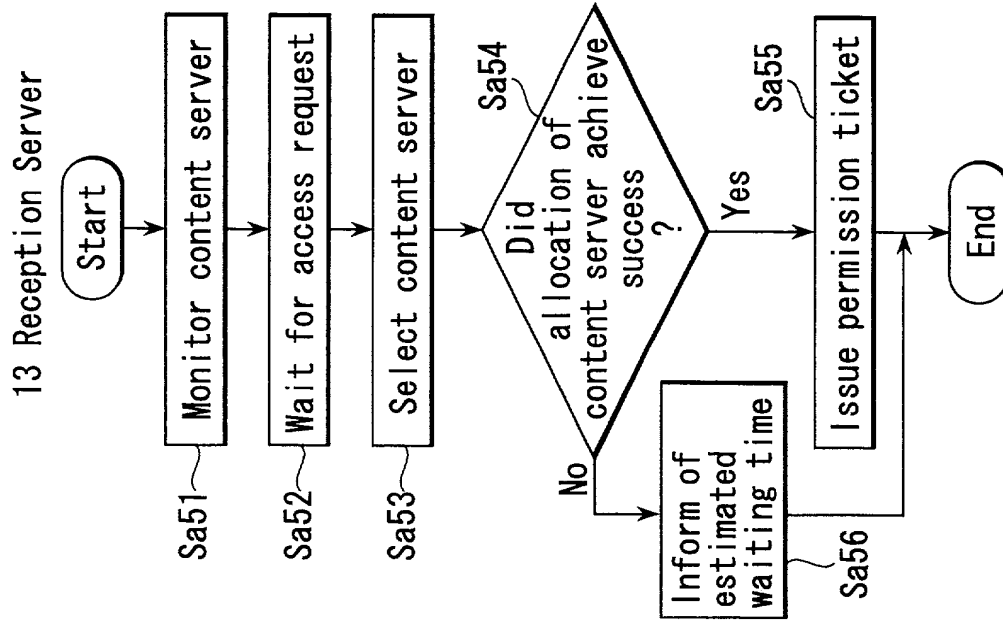 13 Reception Server
Start
Monitor content server
Sa51
Wait for access request
Sa52
Select content server
Sa53
Did
allocation of
content server achieve
success
?
Sa54
No
Yes
Inform of
estimated
waiting time
Sa56
Issue permission ticket
Sa55
End